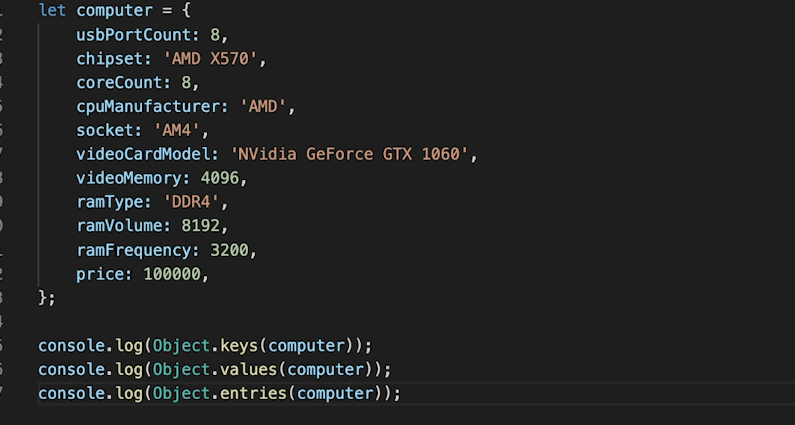 let computer = {
    usbPortCount: 8,
    chipset: 'AMD X570',
    coreCount: 8,
    cpuManufacturer: 'AMD',
    socket: 'AM4',
    videoCardModel: 'NVidia GeForce GTX 1060',
    videoMemory: 4096,
    ramType: 'DDR4',
    ramVolume: 8192,
    ramFrequency: 3200,
    price: 100000,
};
console.log(Object.keys(computer));
console.log(Object.values(computer));
console.log(Object.entries(computer));